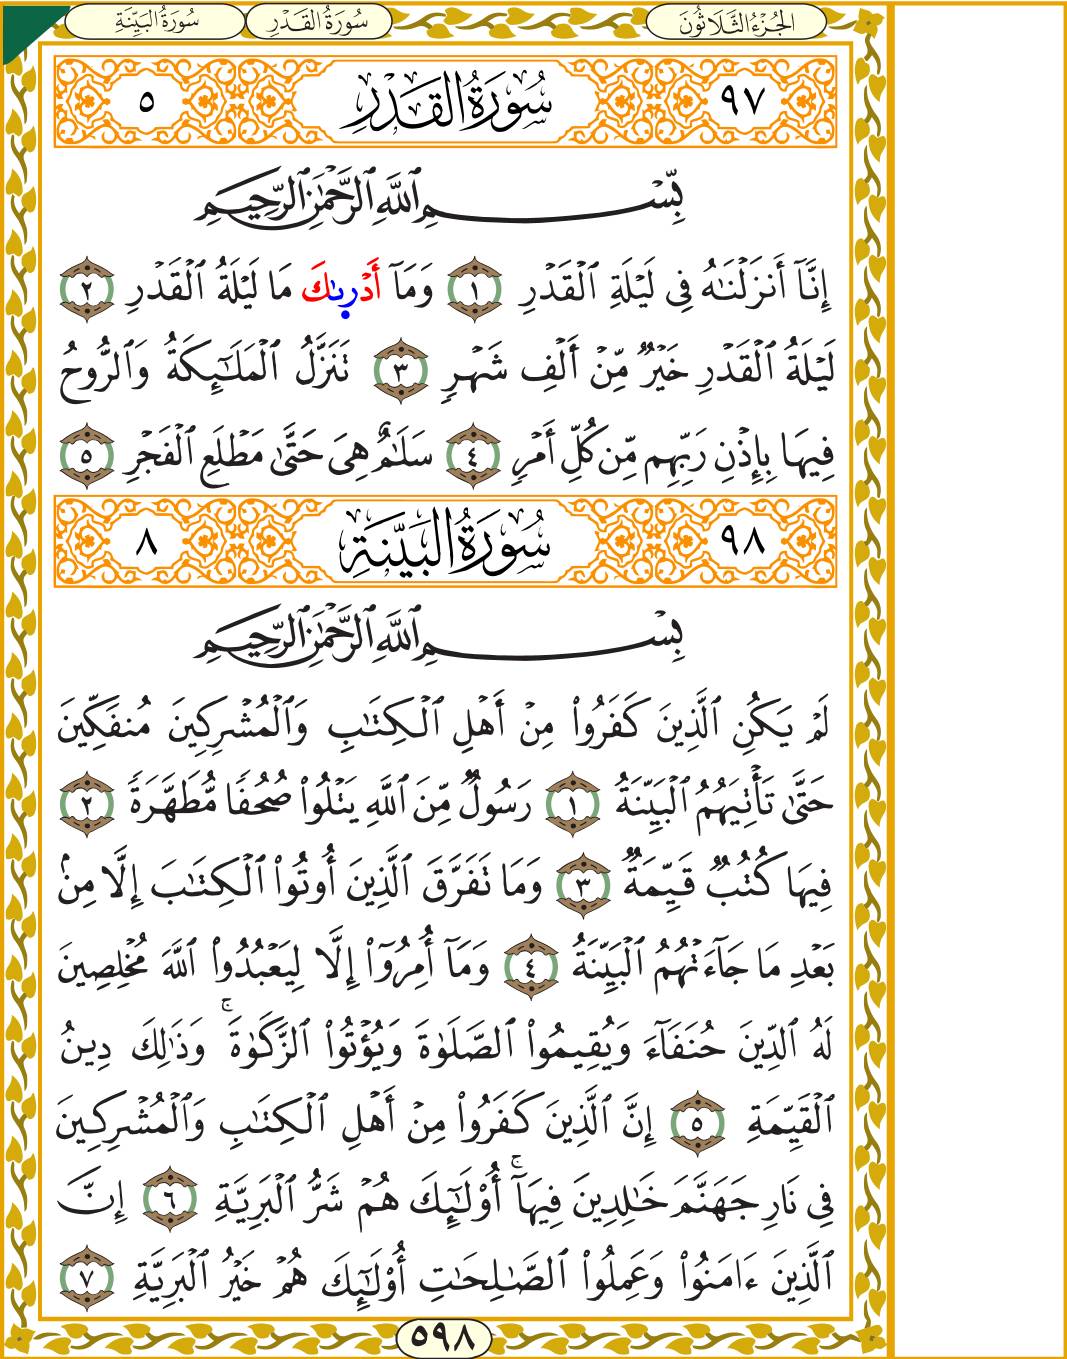 الجُزْءُ الثَّلَاثُونَ سُورَةُ القَدْرِ سُورَةُ البَيِّنَةِ
٩٧ سُورَةُ القَدْرِ ٥
بِّسْمِ ٱللَّهِ ٱلرَّحْمَٰنِ ٱلرَّحِيمِ
إِنَّآ أَنزَلْنَٰهُ فِى لَيْلَةِ ٱلْقَدْرِ ١ وَمَآ أَدْرىٰكَ مَا لَيْلَةُ ٱلْقَدْرِ ٢
لَيْلَةُ ٱلْقَدْرِ خَيْرٌ مِّنْ أَلْفِ شَهْرٍ ٣ تَنَزَّلُ ٱلْمَلَٰٓئِكَةُ وَٱلرُّوحُ
فِيهَا بِإِذْنِ رَبِّهِم مِّن كُلِّ أَمْرٍ ٤ سَلَٰمٌ هِىَ حَتَّىٰ مَطْلَعِ ٱلْفَجْرِ ٥
٩٨ سُورَةُ البَيِّنَةِ ٨
بِسْمِ ٱللَّهِ ٱلرَّحْمَٰنِ ٱلرَّحِيمِ
لَمْ يَكُنِ ٱلَّذِينَ كَفَرُوا۟ مِنْ أَهْلِ ٱلْكِتَٰبِ وَٱلْمُشْرِكِينَ مُنفَكِّينَ
حَتَّىٰ تَأْتِيَهُمُ ٱلْبَيِّنَةُ ١ رَسُولٌ مِّنَ ٱللَّهِ يَتْلُوا۟ صُحُفًا مُّطَهَّرَةً ٢
فِيهَا كُتُبٌ قَيِّمَةٌ ٣ وَمَا تَفَرَّقَ ٱلَّذِينَ أُوتُوا۟ ٱلْكِتَٰبَ إِلَّا مِنۢ
بَعْدِ مَا جَآءَتْهُمُ ٱلْبَيِّنَةُ ٤ وَمَآ أُمِرُوٓا۟ إِلَّا لِيَعْبُدُوا۟ ٱللَّهَ مُخْلِصِينَ
لَهُ ٱلدِّينَ حُنَفَآءَ وَيُقِيمُوا۟ ٱلصَّلَوٰةَ وَيُؤْتُوا۟ ٱلزَّكَوٰةَ ۚ وَذَٰلِكَ دِينُ
ٱلْقَيِّمَةِ ٥ إِنَّ ٱلَّذِينَ كَفَرُوا۟ مِنْ أَهْلِ ٱلْكِتَٰبِ وَٱلْمُشْرِكِينَ
فِى نَارِ جَهَنَّمَ خَٰلِدِينَ فِيهَآ ۚ أُو۟لَٰٓئِكَ هُمْ شَرُّ ٱلْبَرِيَّةِ ٦ إِنَّ
ٱلَّذِينَ ءَامَنُوا۟ وَعَمِلُوا۟ ٱلصَّٰلِحَٰتِ أُو۟لَٰٓئِكَ هُمْ خَيْرُ ٱلْبَرِيَّةِ ٧
٥٩٨